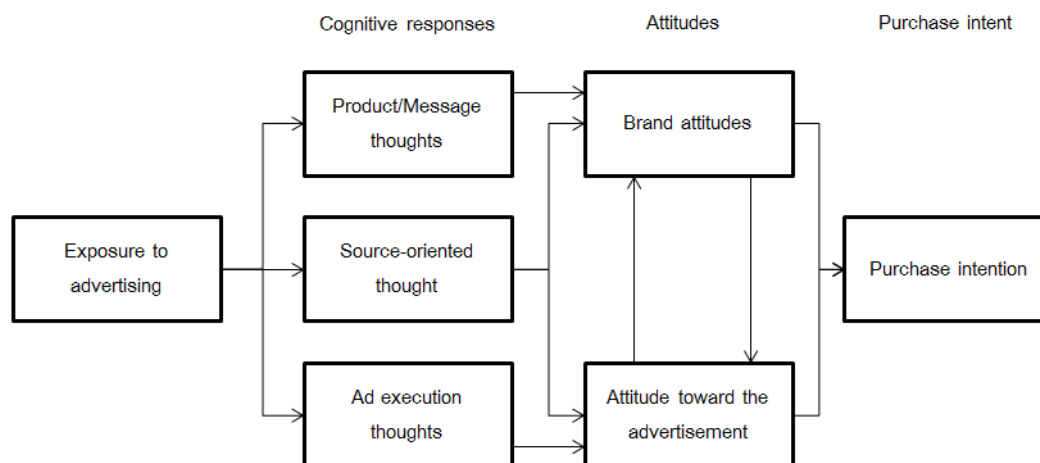 Cognitive responses
Attitudes
Purchase intent
Product/Message
thoughts
Brand attitudes
Exposure to
advertising
Source-oriented
thought
Purchase intention
Ad execution
thoughts
Attitude toward the
advertisement